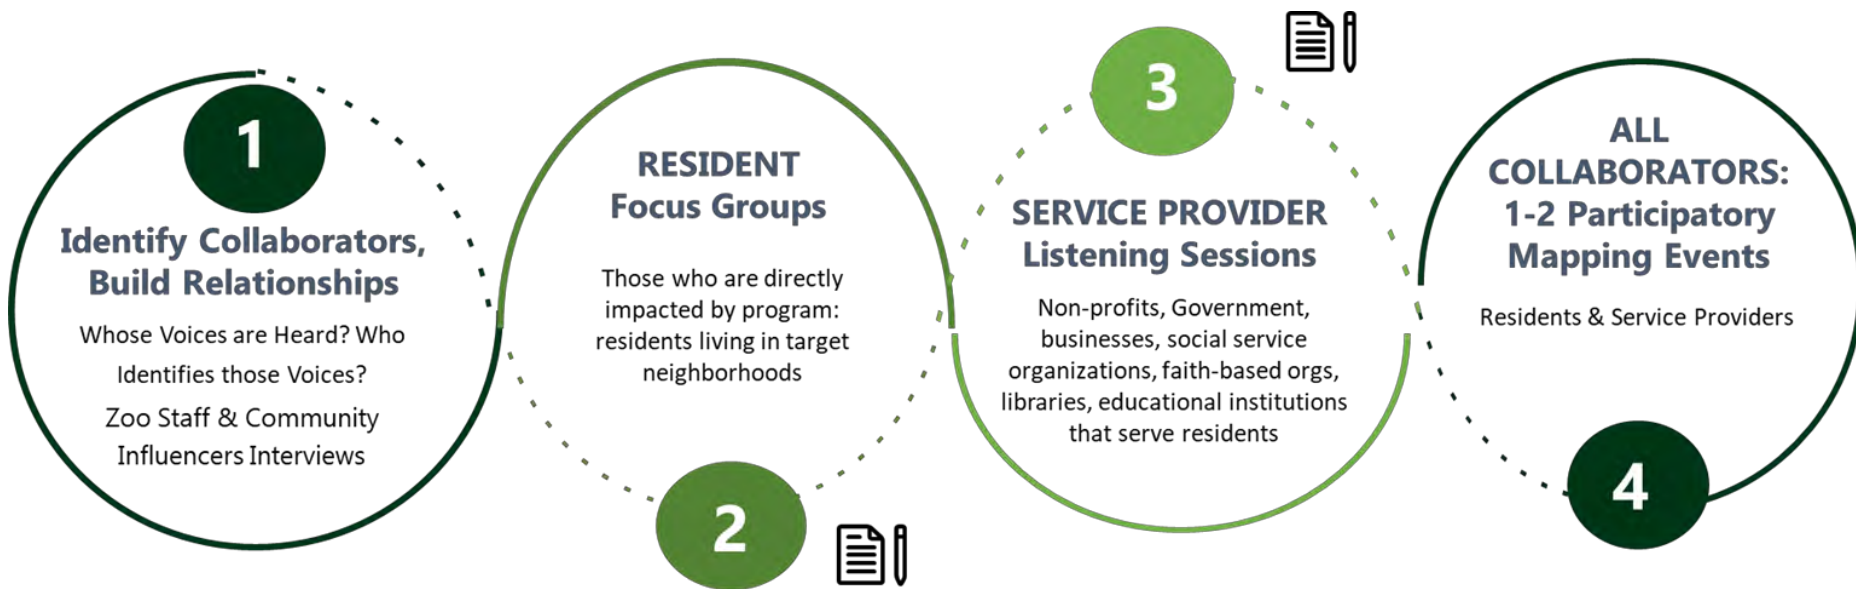 1
Identify Collaborators,
Build Relationships
Whose Voices are Heard? Who
Identifies those Voices?
Zoo Staff & Community
Influencers Interviews
RESIDENT
Focus Groups
Those who are directly
impacted by program:
residents living in target
neighborhoods
2
3
SERVICE PROVIDER
Listening Sessions
Non-profits, Government,
businesses, social service
organizations, faith-based orgs,
libraries, educational institutions
that serve residents
ALL
COLLABORATORS:
1-2 Participatory
Mapping Events
Residents & Service Providers
4